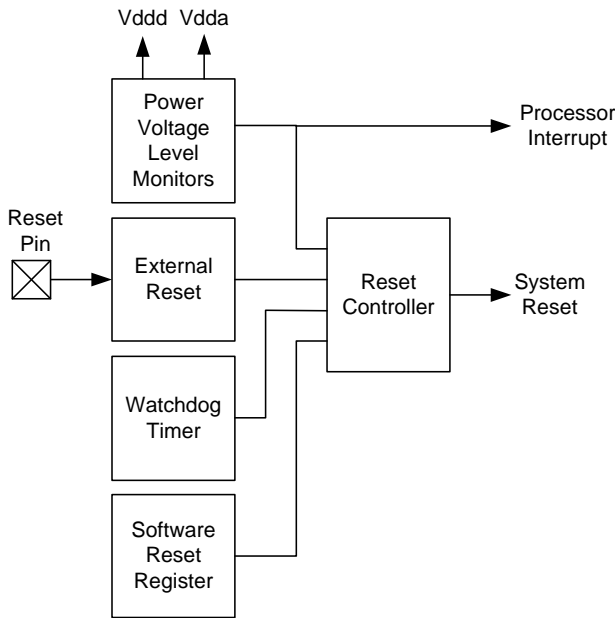 Vddd
Vdda
Power
Voltage
Level
Monitors
Processor
Interrupt
Reset
Pin
External
Reset
Reset
Controller
System
Reset
Watchdog
Timer
Software
Reset
Register